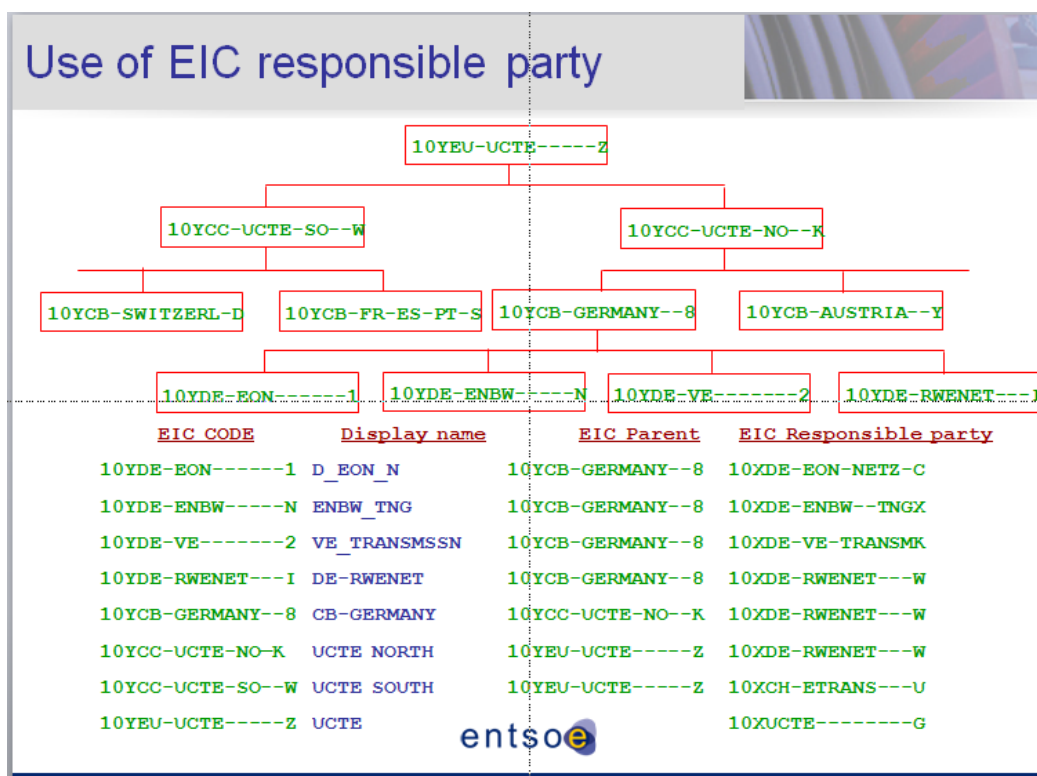 Use of EIC responsible party
10YEU-UCTE-----Z
10YCC-UCTE-SO--W 10YCC-UCTE-NO--K
10YCB-SWITZERL-D 10YCB-FR-ES-PT-S 10YCB-GERMANY--8 10YCB-AUSTRIA--Y
10YDE-EON------1 10YDE-ENBW-----N 10YDE-VE-------2 10YDE-RWENET---I
EIC CODE Display name EIC Parent EIC Responsible party
10YDE-EON------1 D_EON_N 10YCB-GERMANY--8 10XDE-EON-NETZ-C
10YDE-ENBW-----N ENBW_TNG 10YCB-GERMANY--8 10XDE-ENBW--TNGX
10YDE-VE-------2 VE_TRANSMSSN 10YCB-GERMANY--8 10XDE-VE-TRANSMK
10YDE-RWENET---I DE-RWENET 10YCB-GERMANY--8 10XDE-RWENET---W
10YCB-GERMANY--8 CB-GERMANY 10YCC-UCTE-NO--K 10XDE-RWENET---W
10YCC-UCTE-NO—K UCTE NORTH 10YEU-UCTE-----Z 10XDE-RWENET---W
10YCC-UCTE-SO--W UCTE SOUTH 10YEU-UCTE-----Z 10XCH-ETRANS---U
10YEU-UCTE-----Z UCTE 10XUCTE--------G
entsoe